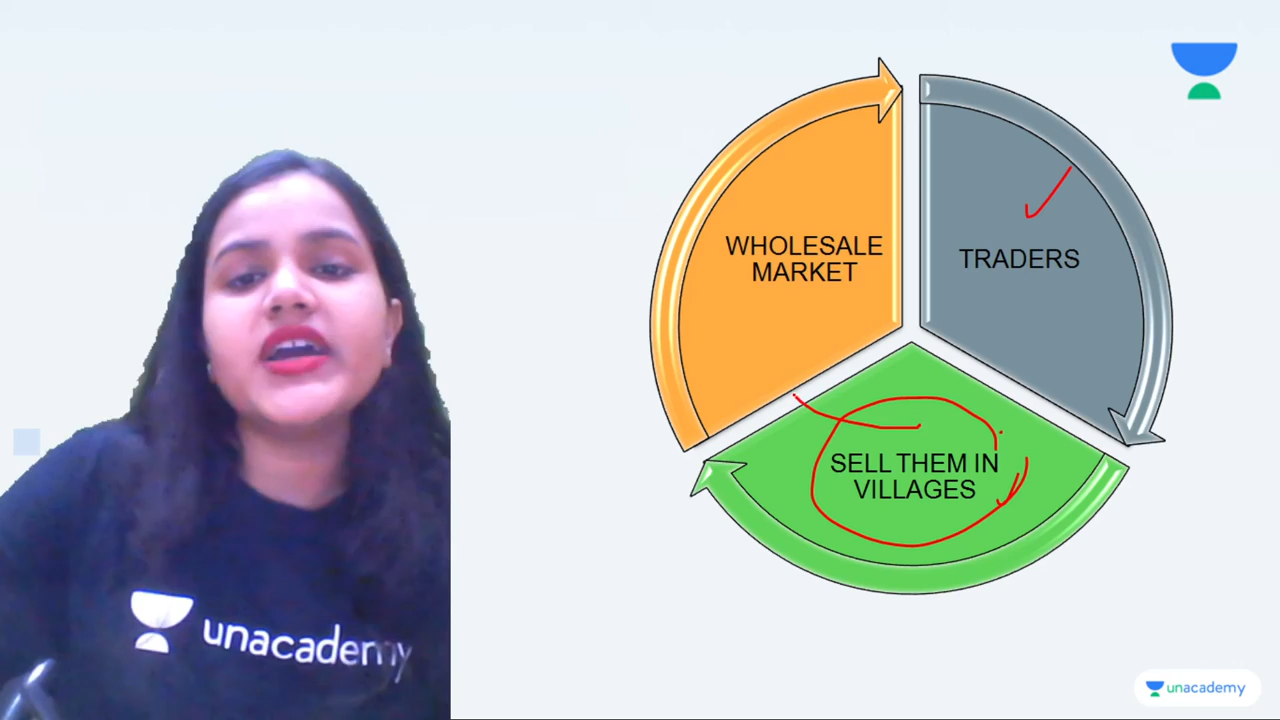 WHOLESALE
MARKET
TRADERS
SELL THEM IN
VILLAGES
unacademy
unacademy